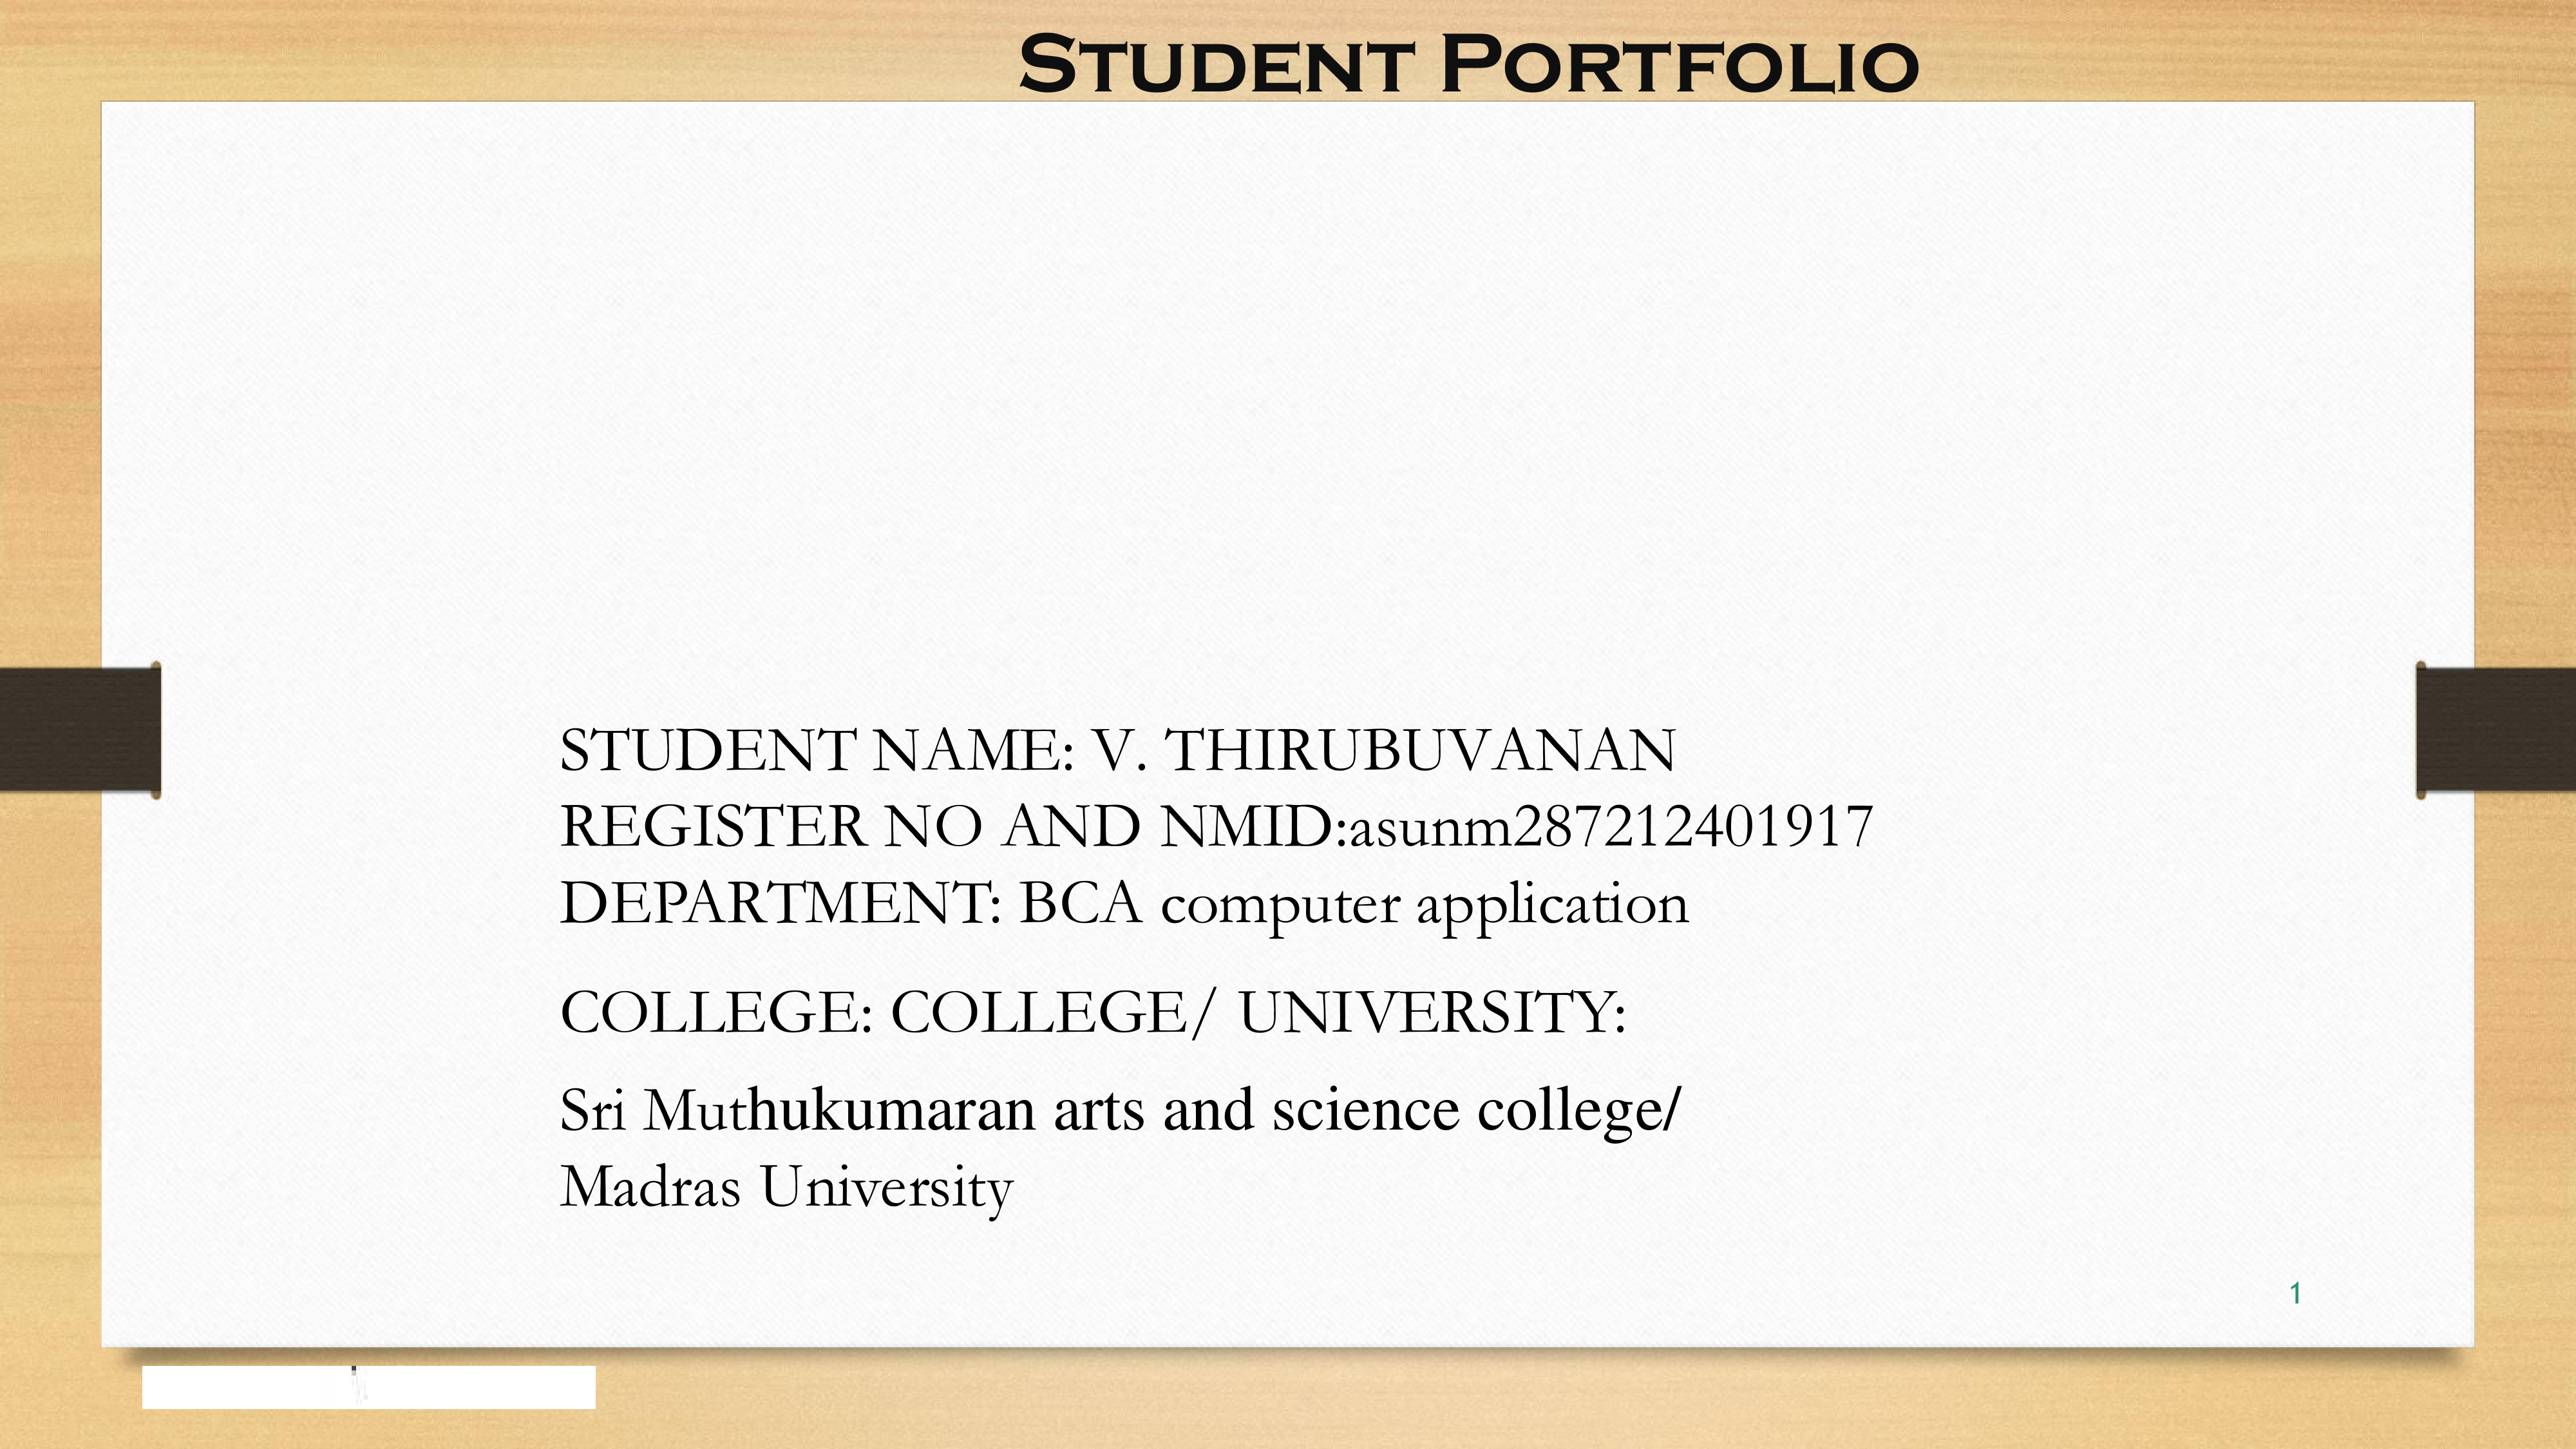 Student Portfolio
STUDENT NAME: V. THIRUBUVANAN
REGISTER NO AND NMID:asunm287212401917
DEPARTMENT: BCA computer application
COLLEGE: COLLEGE/ UNIVERSITY:
Sri Muthukumaran arts and science college/
Madras University
1